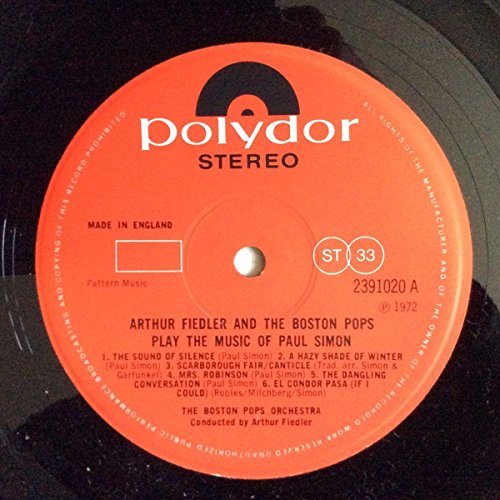 polydor
STEREO
MADE IN ENGLAND
ST 33
Pattern Music
2391020 A
℗ 1972
ARTHUR FIEDLER AND THE BOSTON POPS
PLAY THE MUSIC OF PAUL SIMON
1. THE SOUND OF SILENCE (Paul Simon) 2. A HAZY SHADE OF WINTER
(Paul Simon) 3. SCARBOROUGH FAIR/CANTICLE (Trad. arr. Simon &
Garfunkel) 4. MRS. ROBINSON (Paul Simon) 5. THE DANGLING
CONVERSATION (Paul Simon) 6. EL CONDOR PASA (IF I
COULD) (Robles/Milchberg/Simon)
THE BOSTON POPS ORCHESTRA
Conducted by Arthur Fiedler
ALL RIGHTS OF THE MANUFACTURER AND OF THE OWNER OF THE RECORDED WORK RESERVED UNAUTHORIZED PUBLIC PERFORMANCE BROADCASTING AND COPYING OF THIS RECORD PROHIBITED